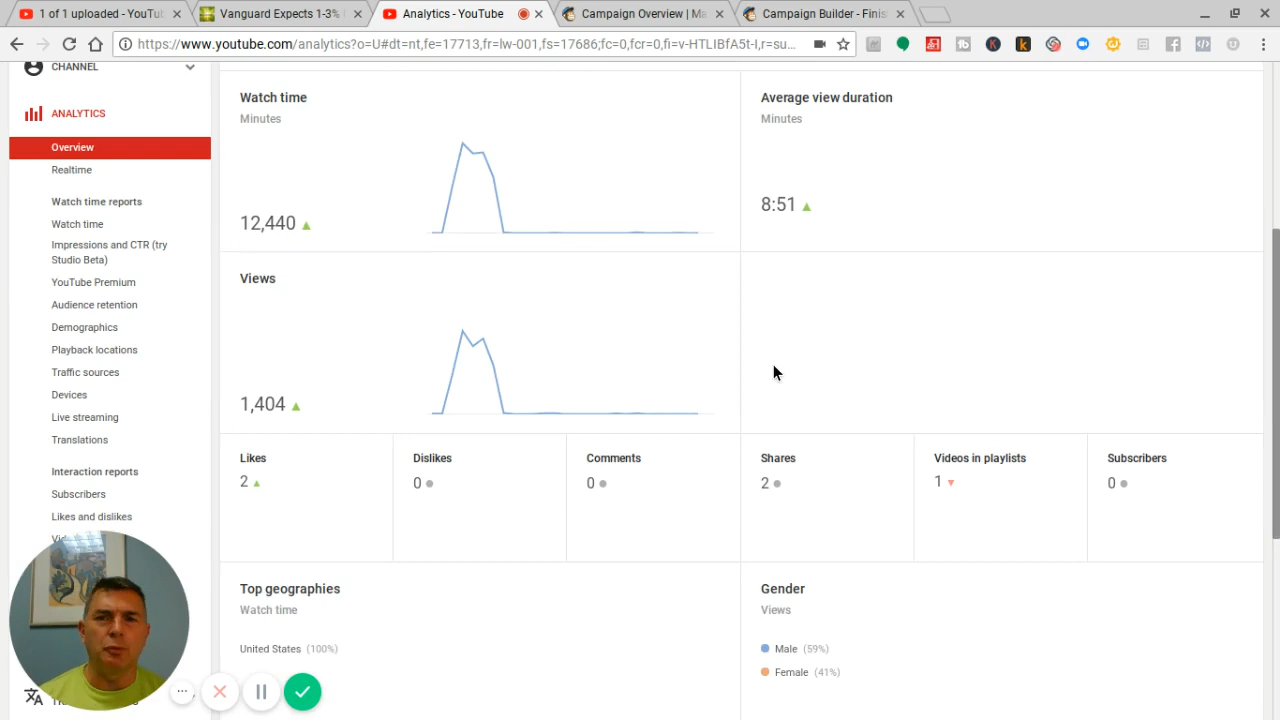 1 of 1 uploaded - YouTu
Vanguard Expects 1-3%
Analytics - YouTube
Campaign Overview | Ma
Campaign Builder - Finis
https://www.youtube.com/analytics?o=U#dt=nt,fe=17713,fr=lw-001,fs=17686;fc=0,fcr=0,fi=v-HTLIBfA5t-I,r=su...
CHANNEL
ANALYTICS
Overview
Realtime
Watch time reports
Watch time
Impressions and CTR (try
Studio Beta)
YouTube Premium
Audience retention
Demographics
Playback locations
Traffic sources
Devices
Live streaming
Translations
Interaction reports
Subscribers
Likes and dislikes
Watch time
Minutes
12,440
Average view duration
Minutes
8:51
Views
1,404
Likes
2
Dislikes
0
Comments
0
Shares
2
Videos in playlists
1
Subscribers
0
Top geographies
Watch time
United States (100%)
Gender
Views
Male (59%)
Female (41%)